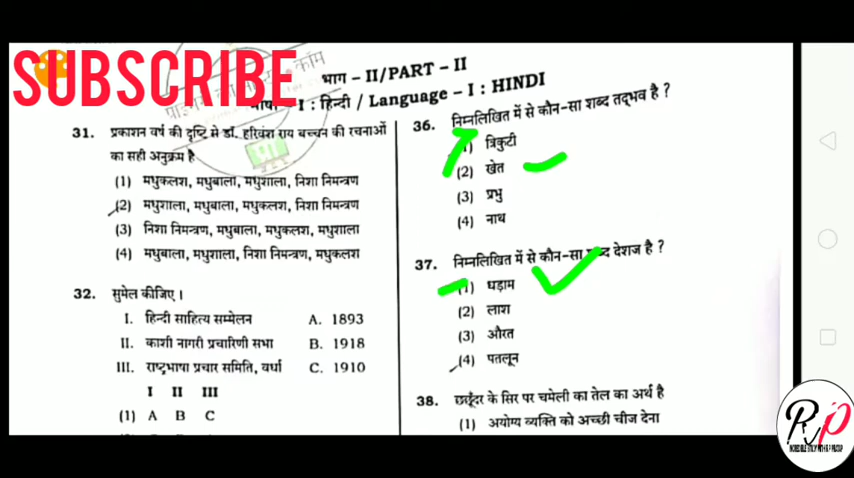 SUBSCRIBE
भाग – II/PART – II
I : हिन्दी / Language – I : HINDI
31. प्रकाशन वर्ष की दृष्टि से डॉ. हरिवंश राय बच्चन की रचनाओं
का सही अनुक्रम है
(1) मधुकलश, मधुबाला, मधुशाला, निशा निमन्त्रण
(2) मधुशाला, मधुबाला, मधुकलश, निशा निमन्त्रण
(3) निशा निमन्त्रण, मधुबाला, मधुकलश, मधुशाला
(4) मधुबाला, मधुशाला, निशा निमन्त्रण, मधुकलश
32. सुमेल कीजिए ।
I. हिन्दी साहित्य सम्मेलन A. 1893
II. काशी नागरी प्रचारिणी सभा B. 1918
III. राष्ट्रभाषा प्रचार समिति, वर्धा C. 1910
I II III
(1) A B C
36. निम्नलिखित में से कौन-सा शब्द तद्भव है ?
(1) त्रिकुटी
(2) खेत
(3) प्रभु
(4) नाथ
37. निम्नलिखित में से कौन-सा शब्द देशज है ?
(1) धड़ाम
(2) लाश
(3) औरत
(4) पतलून
38. छछूँदर के सिर पर चमेली का तेल का अर्थ है
(1) अयोग्य व्यक्ति को अच्छी चीज देना
RP